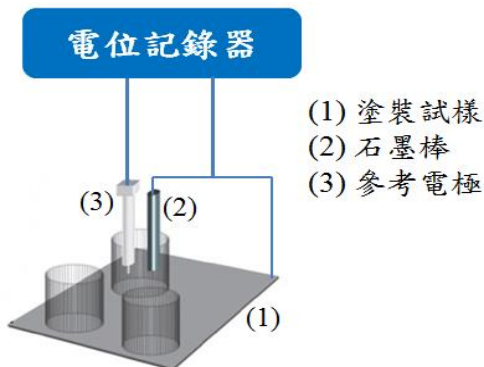 電位記錄器
(1) 塗裝試樣
(2) 石墨棒
(3) 參考電極
(3)
(2)
(1)